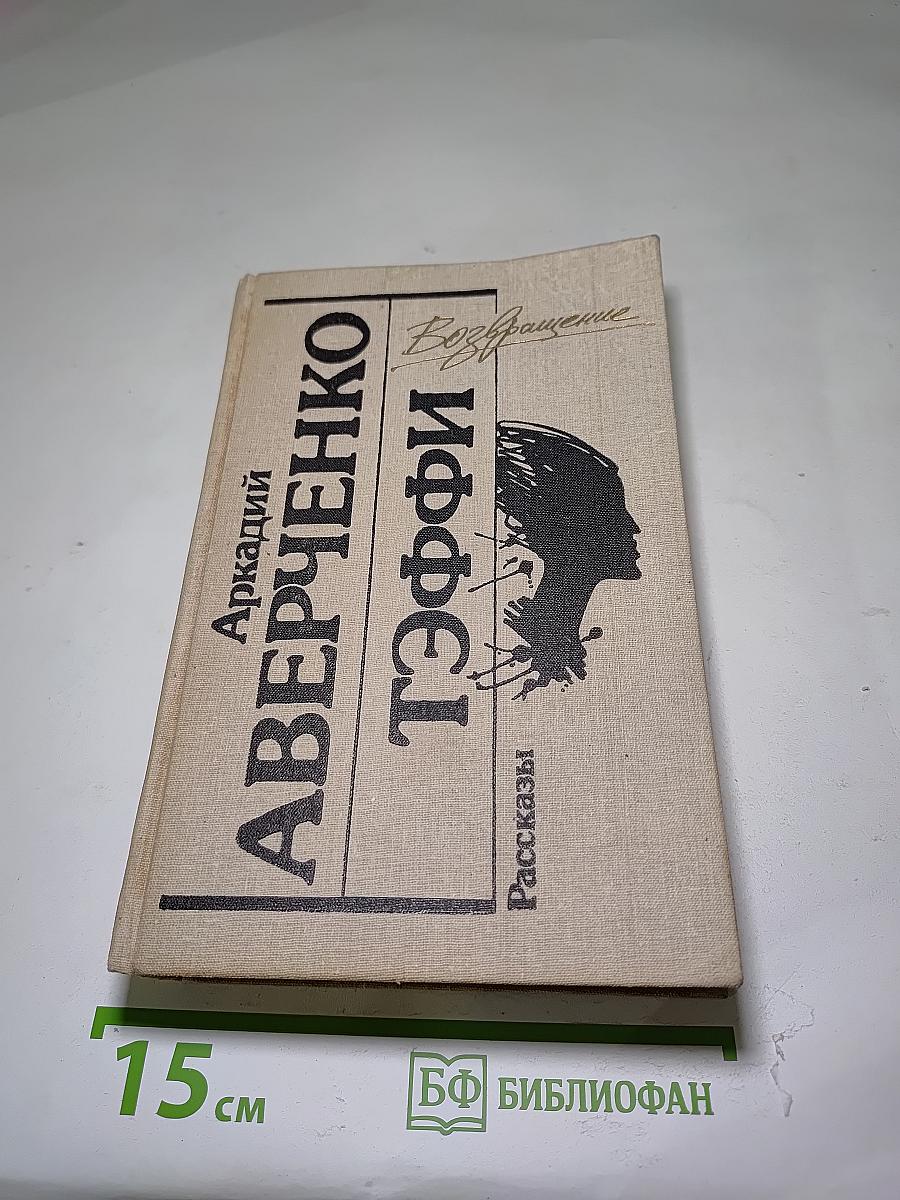 Аркадий
АВЕРЧЕНКО
ТЭФФИ
Возвращение
Рассказы
15 см
БФ БИБЛИОФАН